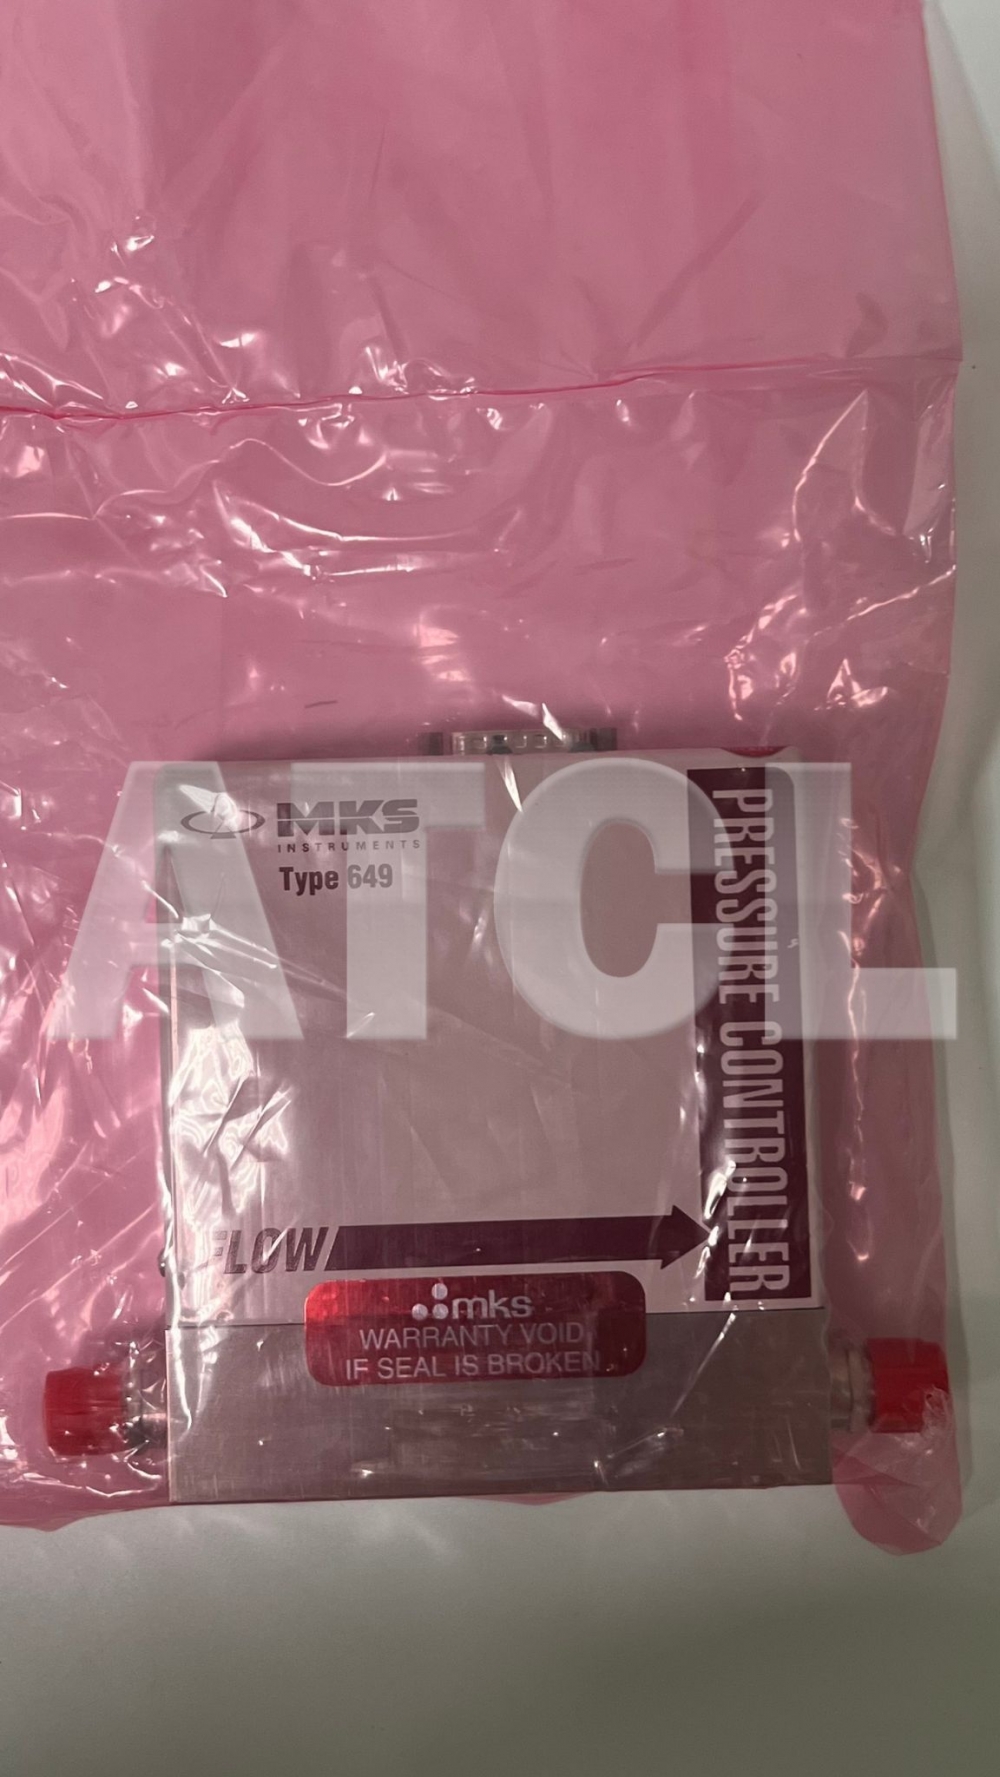 ATCL
MKS
INSTRUMENTS
Type 649
PRESSURE CONTROLLER
FLOW
mks
WARRANTY VOID
IF SEAL IS BROKEN